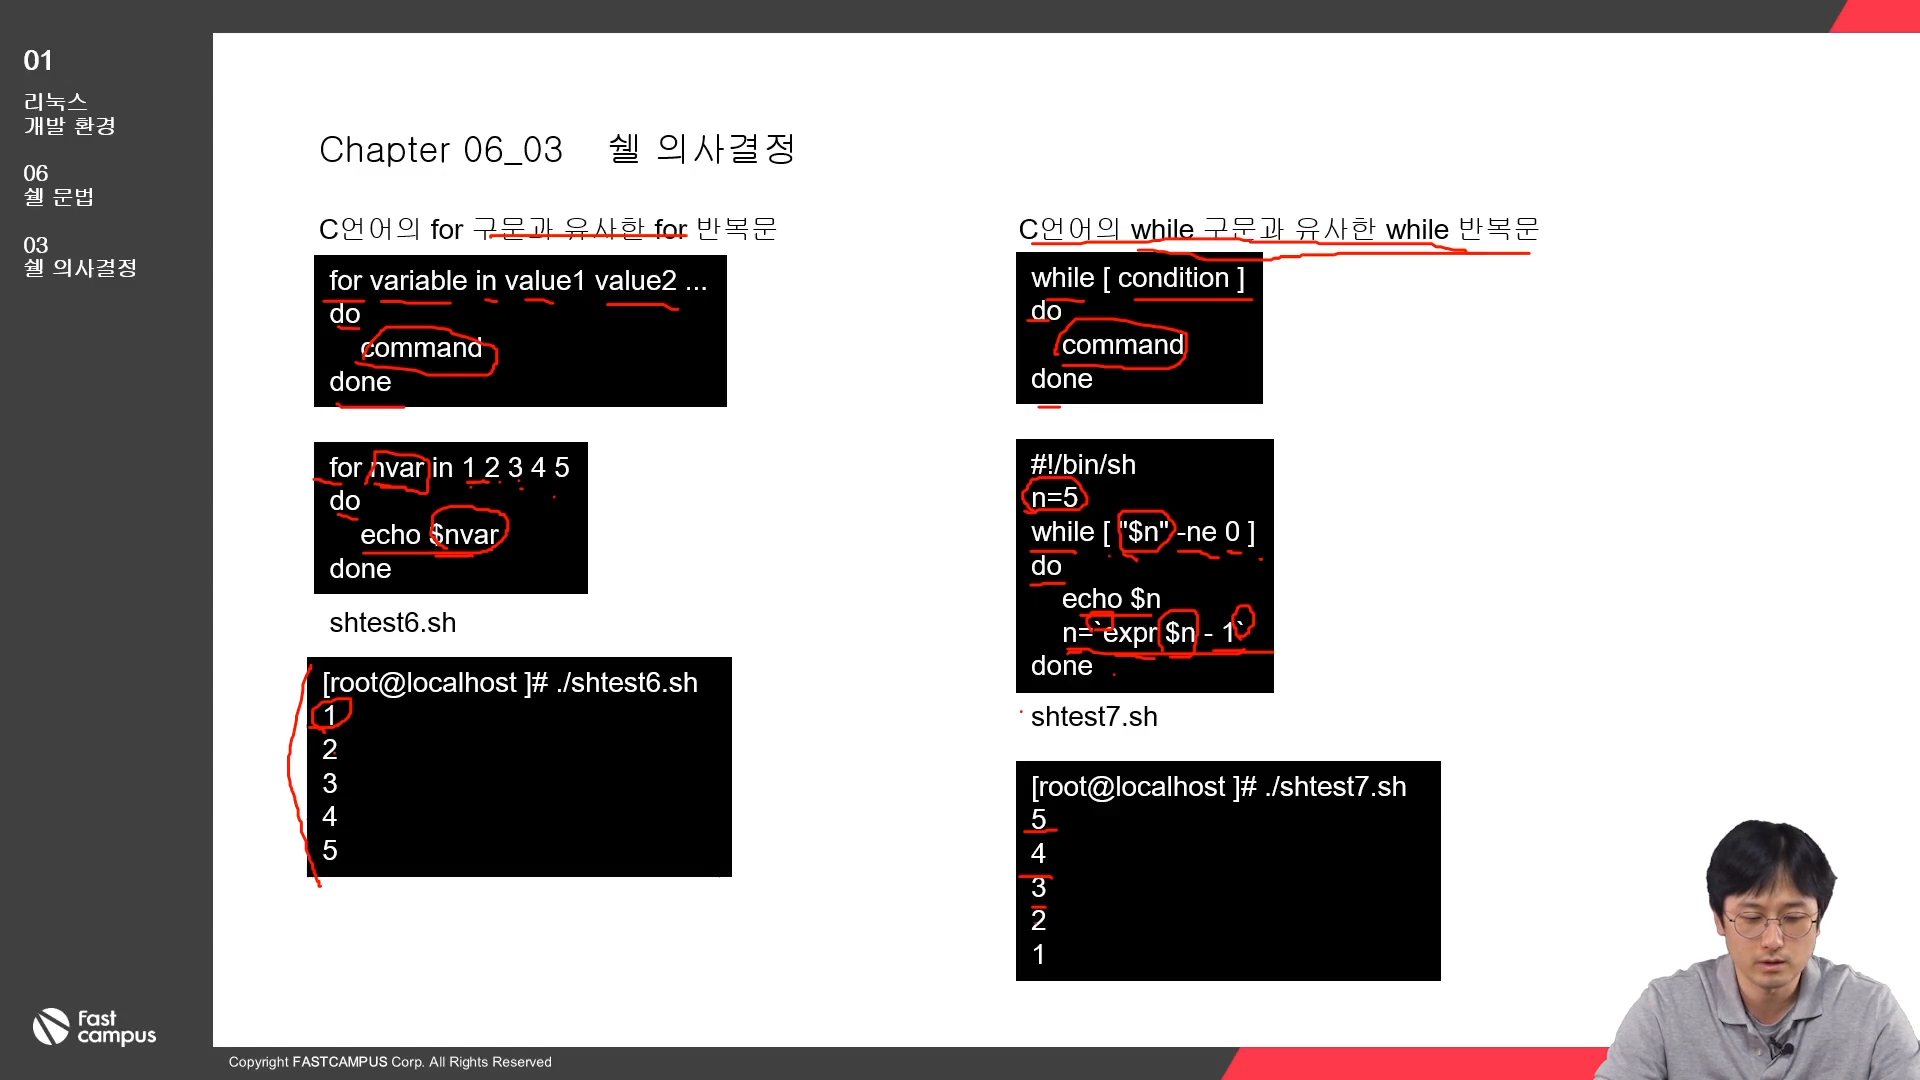 01
리눅스
개발 환경
06
쉘 문법
03
쉘 의사결정
Chapter 06_03 쉘 의사결정
C언어의 for 구문과 유사한 for 반복문
for variable in value1 value2 ...
do
command
done
for nvar in 1 2 3 4 5
do
echo $nvar
done
shtest6.sh
[root@localhost ]# ./shtest6.sh
1
2
3
4
5
C언어의 while 구문과 유사한 while 반복문
while [ condition ]
do
command
done
#!/bin/sh
n=5
while [ "$n" -ne 0 ]
do
echo $n
n=`expr $n - 1`
done
shtest7.sh
[root@localhost ]# ./shtest7.sh
5
4
3
2
1
Fast
campus
Copyright FASTCAMPUS Corp. All Rights Reserved